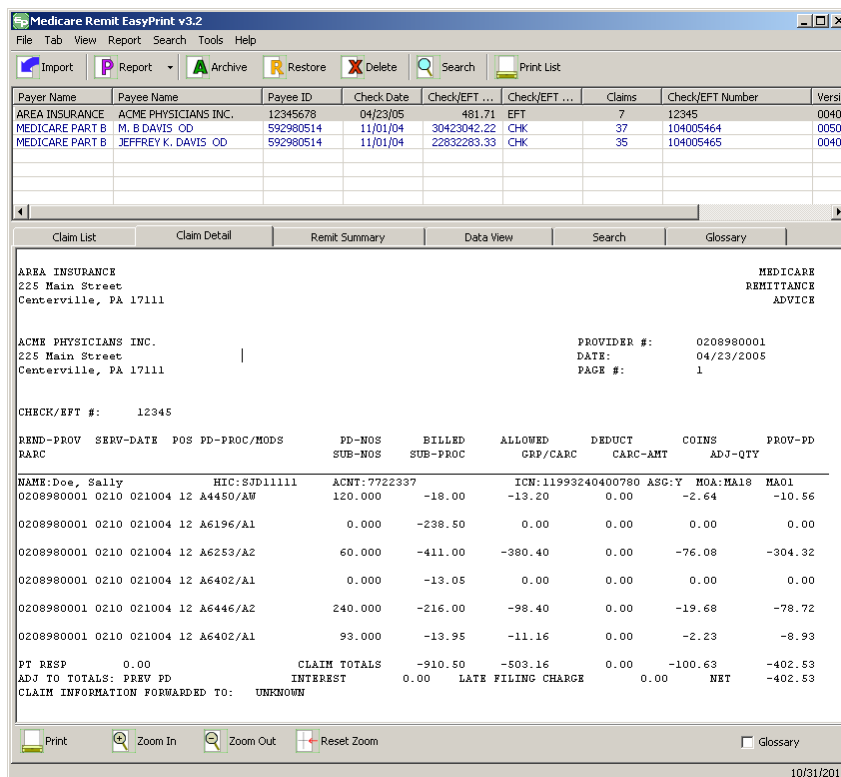 Medicare Remit EasyPrint v3.2
File Tab View Report Search Tools Help
Import P Report A Archive R Restore X Delete Search Print List
Payer Name Payee Name Payee ID Check Date Check/EFT ... Check/EFT ... Claims Check/EFT Number Versi
AREA INSURANCE ACME PHYSICIANS INC. 12345678 04/23/05 481.71 EFT 7 12345 0040
MEDICARE PART B M. B DAVIS OD 592980514 11/01/04 30423042.22 CHK 37 104005464 0050
MEDICARE PART B JEFFREY K. DAVIS OD 592980514 11/01/04 22832283.33 CHK 35 104005465 0040
Claim List Claim Detail Remit Summary Data View Search Glossary
AREA INSURANCE MEDICARE
225 Main Street REMITTANCE
Centerville, PA 17111 ADVICE
ACME PHYSICIANS INC. PROVIDER #: 0208980001
225 Main Street DATE: 04/23/2005
Centerville, PA 17111 PAGE #: 1
CHECK/EFT #: 12345
REND-PROV SERV-DATE POS PD-PROC/MODS PD-NOS BILLED ALLOWED DEDUCT COINS PROV-PD
RARC SUB-NOS SUB-PROC GRP/CARC CARC-AMT ADJ-QTY
NAME:Doe, Sally HIC:SJD11111 ACNT:7722337 ICN:11993240400780 ASG:Y MOA:MA18 MA01
0208980001 0210 021004 12 A4450/AW 120.000 -18.00 -13.20 0.00 -2.64 -10.56
0208980001 0210 021004 12 A6196/A1 0.000 -238.50 0.00 0.00 0.00 0.00
0208980001 0210 021004 12 A6253/A2 60.000 -411.00 -380.40 0.00 -76.08 -304.32
0208980001 0210 021004 12 A6402/A1 0.000 -13.05 0.00 0.00 0.00 0.00
0208980001 0210 021004 12 A6446/A2 240.000 -216.00 -98.40 0.00 -19.68 -78.72
0208980001 0210 021004 12 A6402/A1 93.000 -13.95 -11.16 0.00 -2.23 -8.93
PT RESP 0.00 CLAIM TOTALS -910.50 -503.16 0.00 -100.63 -402.53
ADJ TO TOTALS: PREV PD INTEREST 0.00 LATE FILING CHARGE 0.00 NET -402.53
CLAIM INFORMATION FORWARDED TO: UNKNOWN
Print Zoom In Zoom Out Reset Zoom Glossary
10/31/201